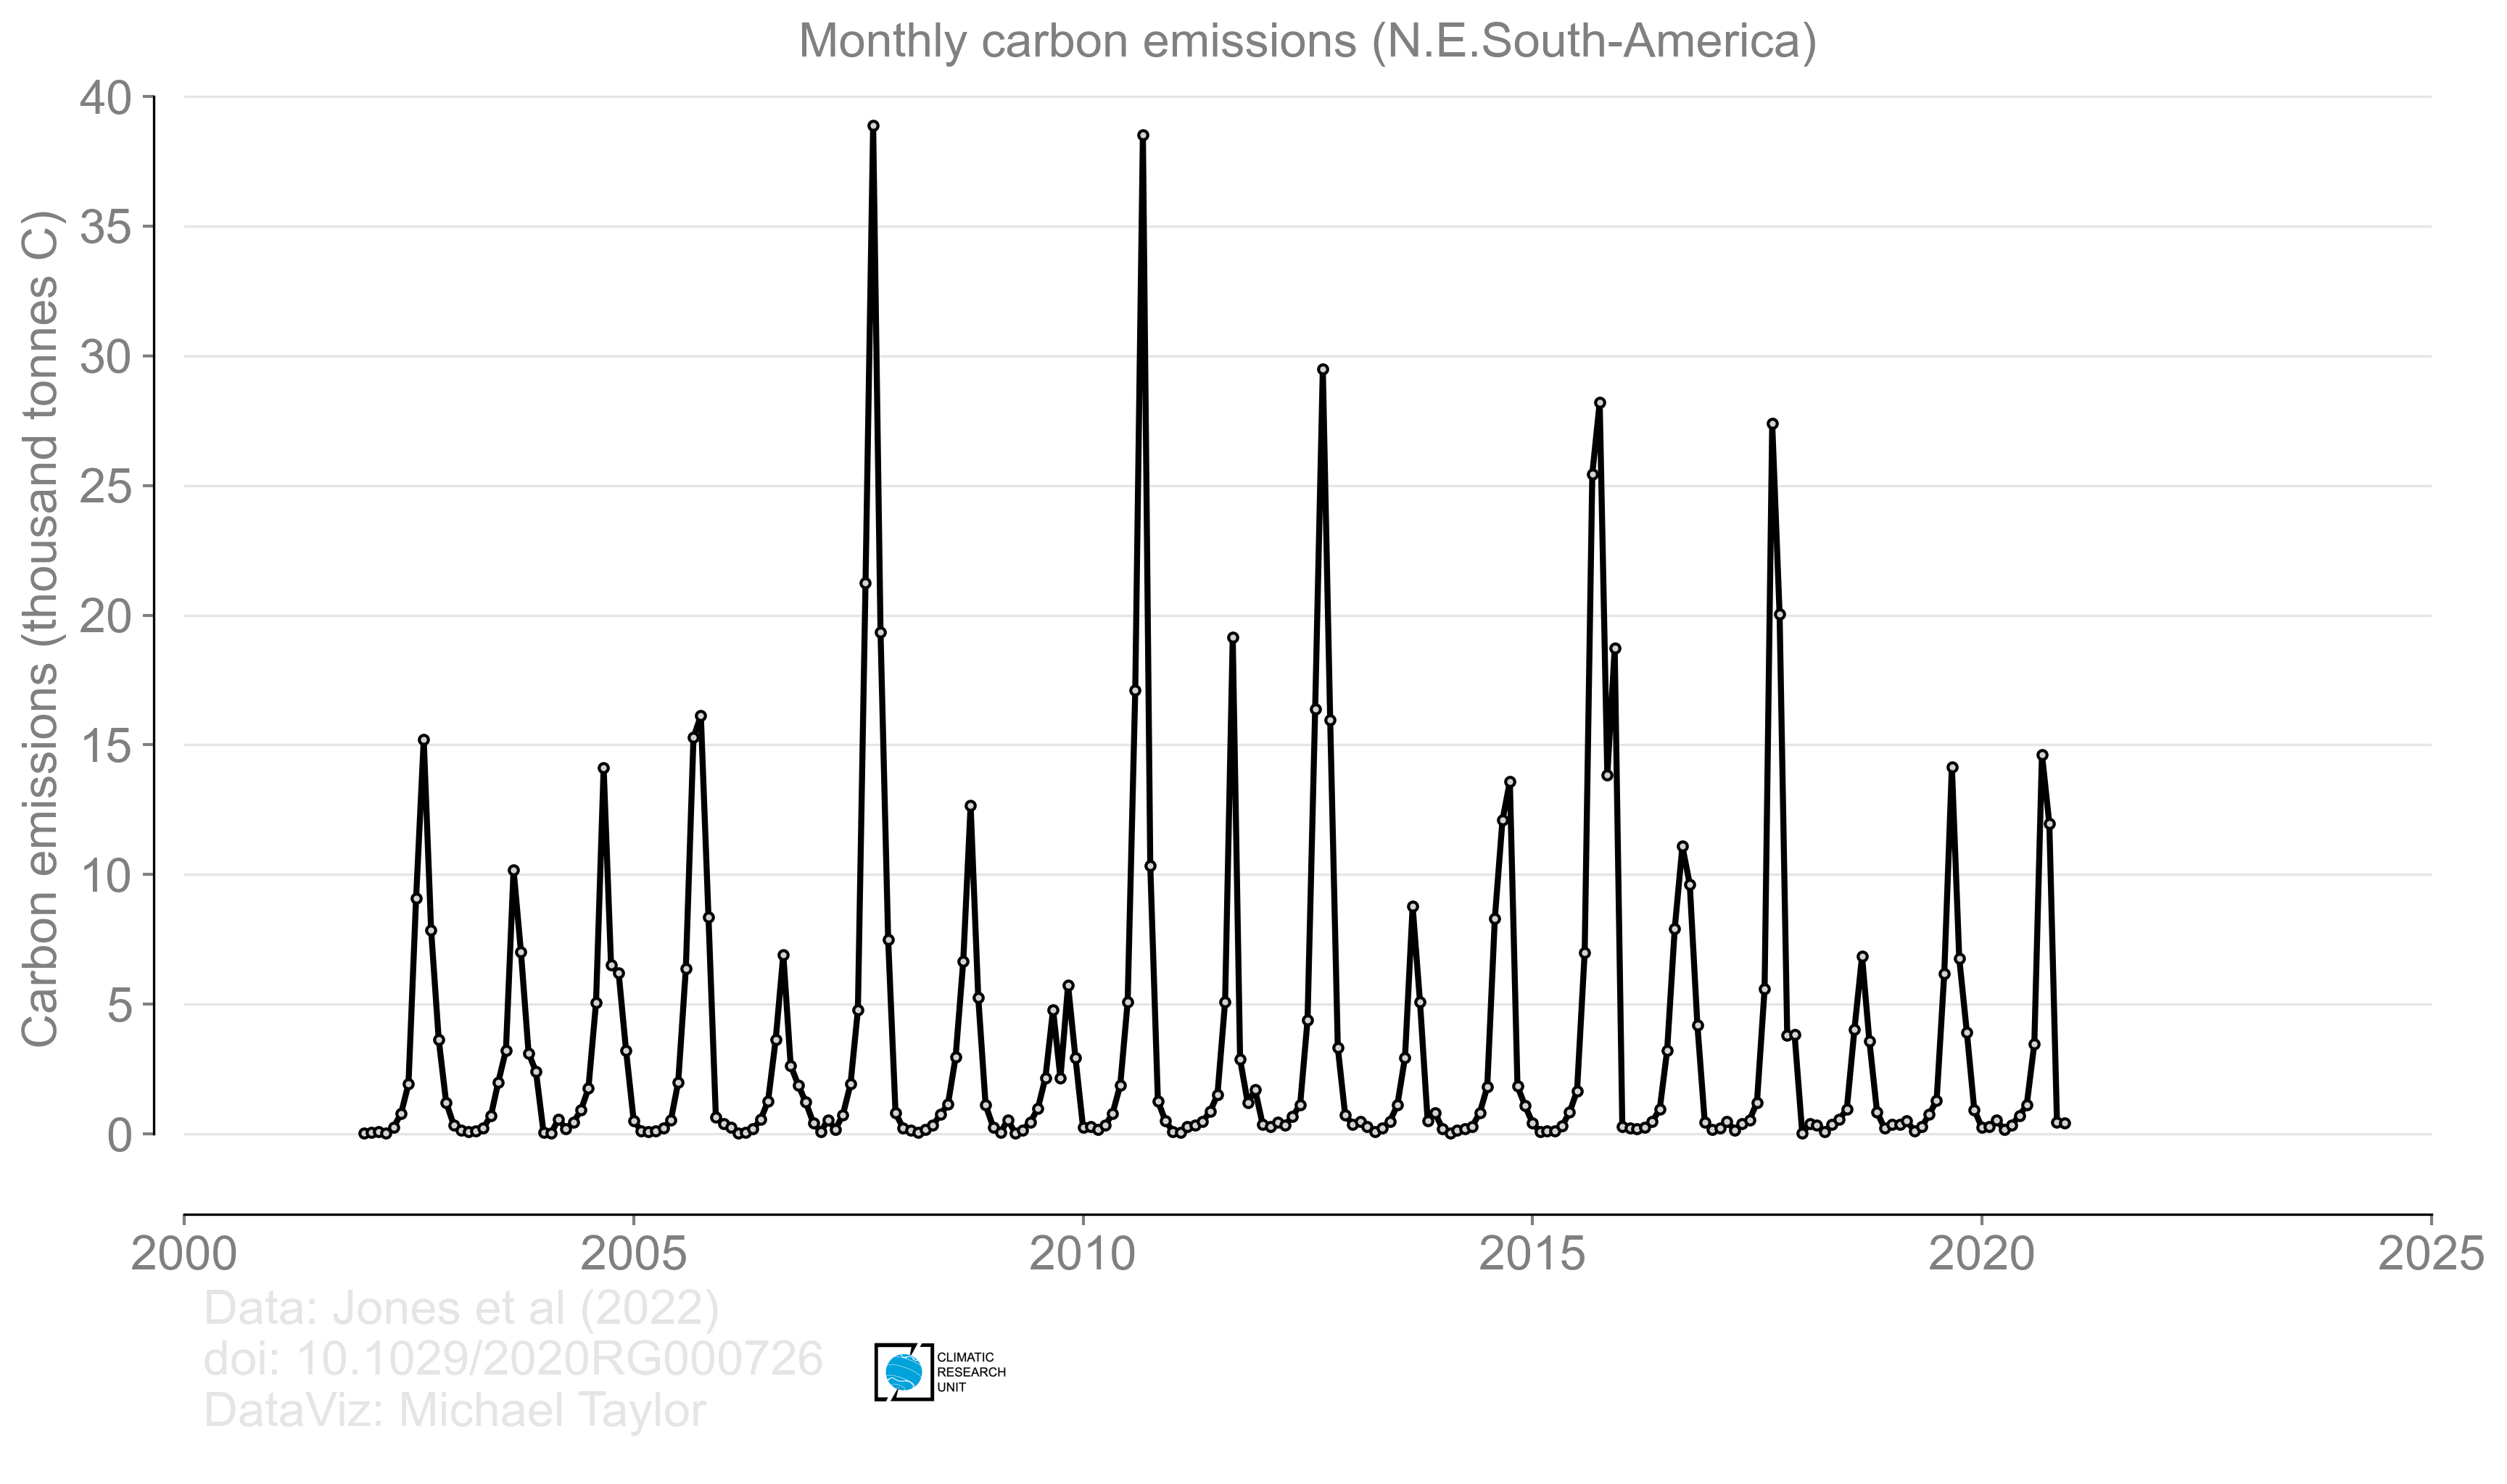 Monthly carbon emissions (N.E.South-America)
Carbon emissions (thousand tonnes C)
40
35
30
25
20
15
10
5
0
2000 2005 2010 2015 2020 2025
Data: Jones et al (2022)
doi: 10.1029/2020RG000726
DataViz: Michael Taylor
CLIMATIC
RESEARCH
UNIT